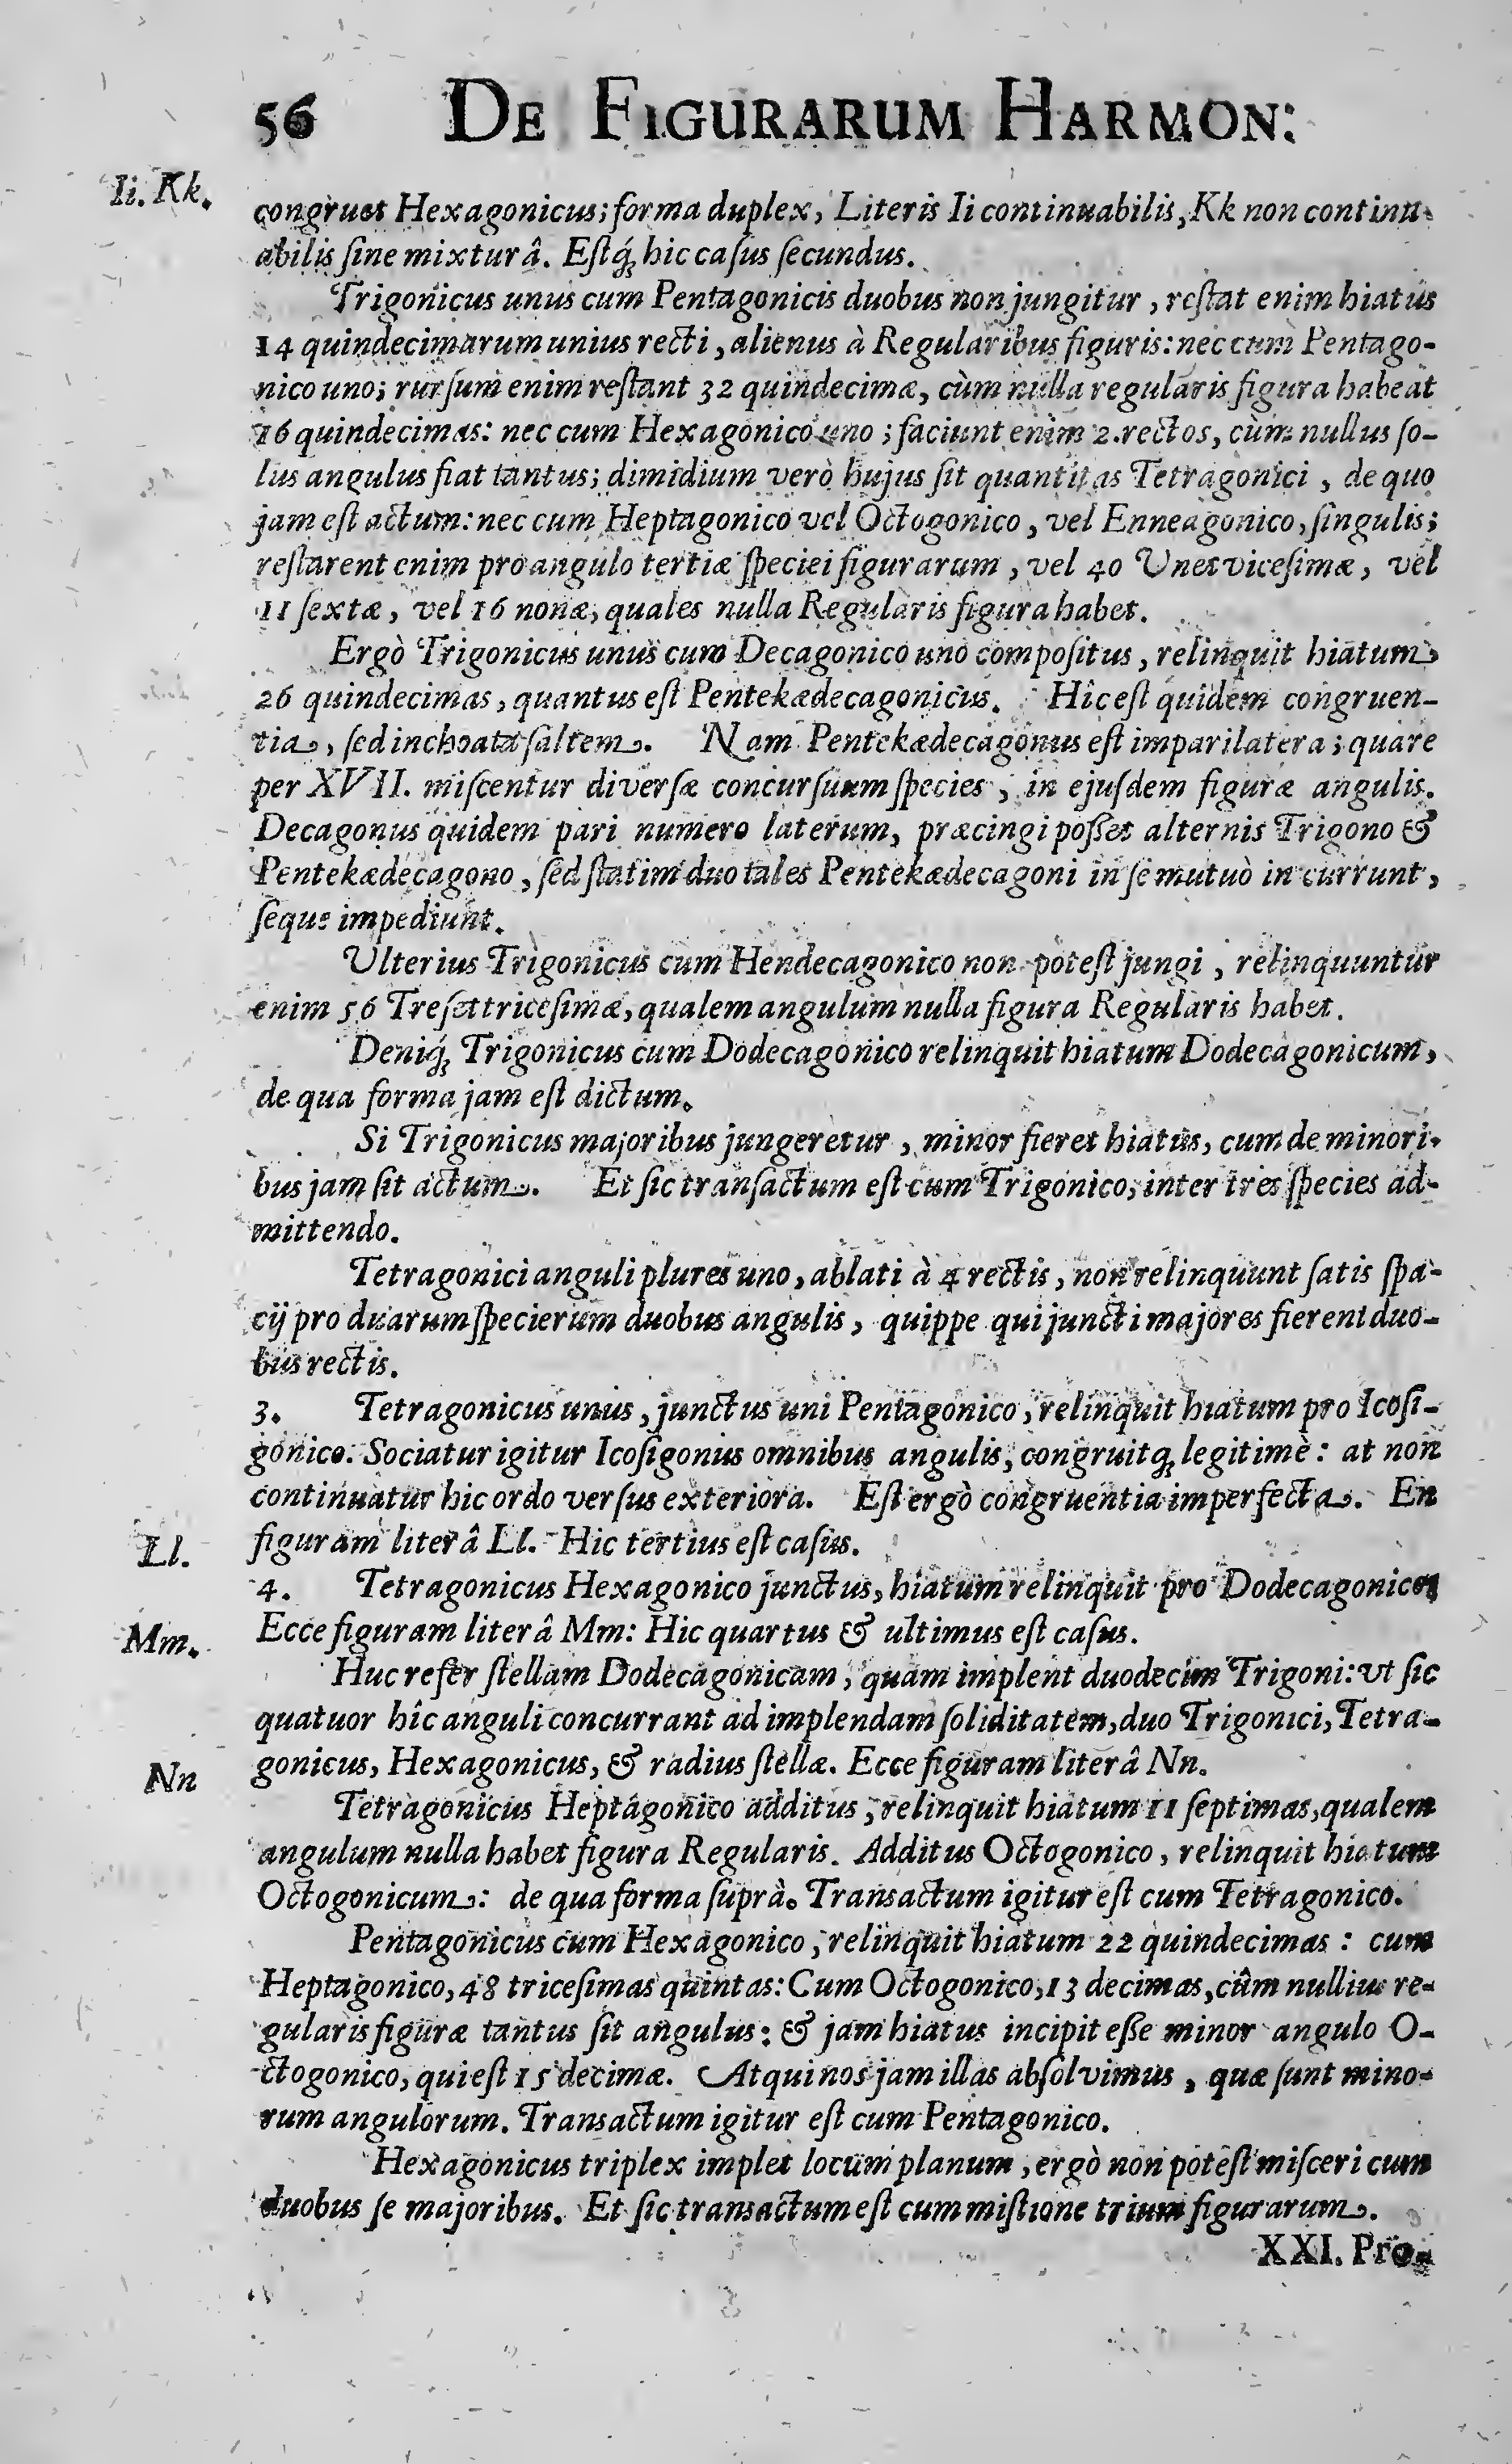 56 DE FIGURARUM HARMON:
Ii. Kk.
congruet Hexagonicus; forma duplex, Literis Ii continuabilis, Kk non continu-
abilis ſine mixturâ. Eſtq́ꝫ hic caſus ſecundus.
Trigonicus unus cum Pentagonicis duobus non jungitur, reſtat enim hiatus
14 quindecimarum unius recti, alienus à Regularibus figuris: nec cum Pentago-
nico uno; rurſum enim reſtant 32 quindecimæ, cùm nulla regularis figura habeat
16 quindecimas: nec cum Hexagonico uno; faciunt enim 2. rectos, cùm nullus ſo-
lus angulus fiat tantus; dimidium verò hujus ſit quantitas Tetragonici, de quo
jam eſt actum: nec cum Heptagonico vel Octogonico, vel Enneagonico, ſingulis;
reſtarent enim pro angulo tertiæ ſpeciei figurarum, vel 40 Unetviceſimæ, vel
11 ſextæ, vel 16 nonæ, quales nulla Regularis figura habet.
Ergò Trigonicus unus cum Decagonico uno compoſitus, relinquit hiatum
26 quindecimas, quantus eſt Pentekædecagonicus. Hîc eſt quidem congruen-
tia, ſed inchoata ſaltem. Nam Pentekædecagonus eſt imparilatera; quare
per XVII. miſcentur diverſæ concurſuum ſpecies, in ejuſdem figuræ angulis.
Decagonus quidem pari numero laterum, præcingi poſſet alternis Trigono &
Pentekædecagono, ſed ſtatim duo tales Pentekædecagoni in ſe mutuò incurrunt,
ſeque impediunt.
Ulterius Trigonicus cum Hendecagonico non poteſt jungi, relinquuntur
enim 56 Treſettriceſimæ, qualem angulum nulla figura Regularis habet.
Deniq́ꝫ Trigonicus cum Dodecagonico relinquit hiatum Dodecagonicum,
de qua forma jam eſt dictum.
Si Trigonicus majoribus jungeretur, minor fieret hiatus, cum de minori-
bus jam ſit actum. Et ſic tranſactum eſt cum Trigonico, inter tres ſpecies ad-
mittendo.
Tetragonici anguli plures uno, ablati à 4 rectis, non relinquunt ſatis ſpa-
cij pro duarum ſpecierum duobus angulis, quippe qui juncti majores fierent duo-
bus rectis.
3. Tetragonicus unus, junctus uni Pentagonico, relinquit hiatum pro Icoſi-
gonico. Sociatur igitur Icoſigonus omnibus angulis, congruitq́ꝫ legitimè: at non
continuatur hic ordo verſus exteriora. Eſt ergò congruentia imperfecta. En
Ll. figuram literâ Ll. Hic tertius eſt caſus.
4. Tetragonicus Hexagonico junctus, hiatum relinquit pro Dodecagonico,
Mm. Ecce figuram literâ Mm: Hic quartus & ultimus eſt caſus.
Huc refer ſtellam Dodecagonicam, quam implent duodecim Trigoni: vt ſic
quatuor hîc anguli concurrant ad implendam ſoliditatem, duo Trigonici, Tetra-
Nn gonicus, Hexagonicus, & radius ſtellæ. Ecce figuram literâ Nn.
Tetragonicus Heptagonico additus, relinquit hiatum 11 ſeptimas, qualem
angulum nulla habet figura Regularis. Additus Octogonico, relinquit hiatum
Octogonicum: de qua forma ſuprà. Transactum igitur eſt cum Tetragonico.
Pentagonicus cum Hexagonico, relinquit hiatum 22 quindecimas: cum
Heptagonico, 48 triceſimas quintas: Cum Octogonico, 13 decimas, cûm nullius re-
gularis figuræ tantus ſit angulus: & jam hiatus incipit eſſe minor angulo O-
ctogonico, qui eſt 15 decimæ. Atqui nos jam illas abſolvimus, quæ ſunt mino-
rum angulorum. Transactum igitur eſt cum Pentagonico.
Hexagonicus triplex implet locum planum, ergò non poteſt miſceri cum
duobus ſe majoribus. Et ſic transactum eſt cum miſtione trium figurarum.
XXI. Pro-